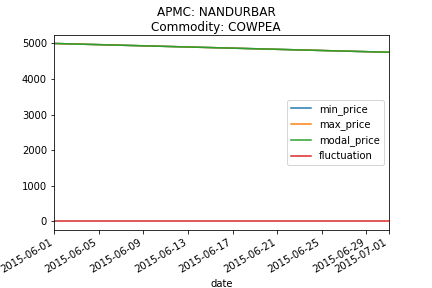 APMC: NANDURBAR
Commodity: COWPEA
5000
4000
3000
2000
1000
0
min_price
max_price
modal_price
fluctuation
2015-06-01
2015-06-05
2015-06-09
2015-06-13
2015-06-17
2015-06-21
2015-06-25
2015-06-29
2015-07-01
date